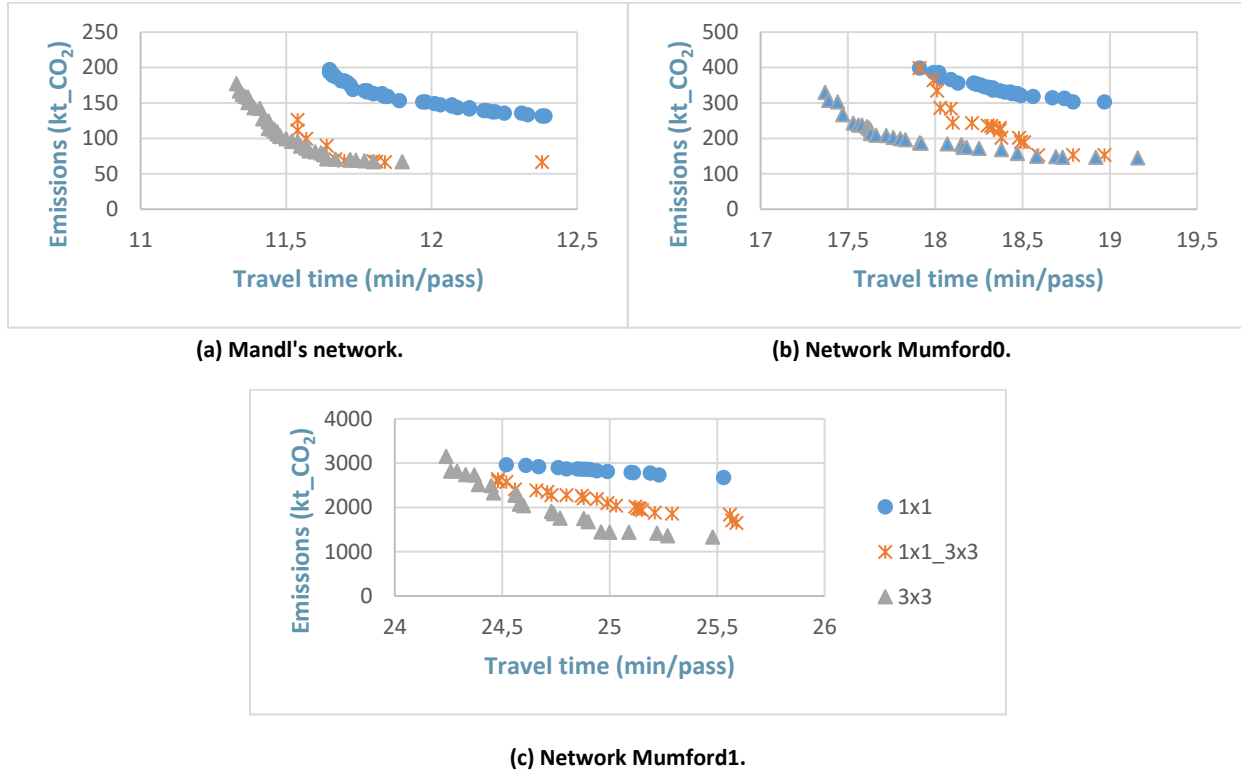 250
200
150
100
50
0
Emissions (kt_CO₂)
11
11,5
12
12,5
Travel time (min/pass)
500
400
300
200
100
0
Emissions (kt_CO₂)
17
17,5
18
18,5
19
19,5
Travel time (min/pass)
(a) Mandl's network.
(b) Network Mumford0.
4000
3000
2000
1000
0
Emissions (kt_CO₂)
24
24,5
25
25,5
26
Travel time (min/pass)
1x1
1x1_3x3
3x3
(c) Network Mumford1.